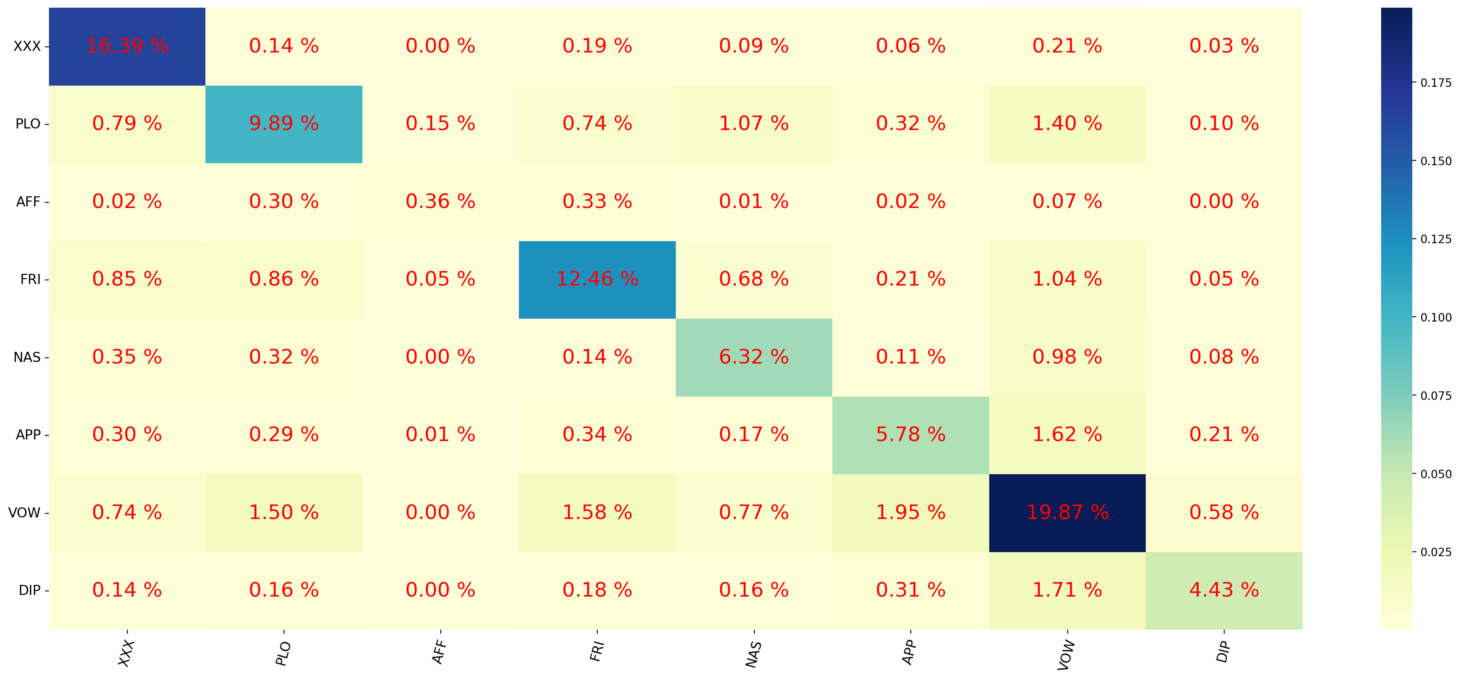 XXX 16.39 % 0.14 % 0.00 % 0.19 % 0.09 % 0.06 % 0.21 % 0.03 %
PLO 0.79 % 9.89 % 0.15 % 0.74 % 1.07 % 0.32 % 1.40 % 0.10 %
AFF 0.02 % 0.30 % 0.36 % 0.33 % 0.01 % 0.02 % 0.07 % 0.00 %
FRI 0.85 % 0.86 % 0.05 % 12.46 % 0.68 % 0.21 % 1.04 % 0.05 %
NAS 0.35 % 0.32 % 0.00 % 0.14 % 6.32 % 0.11 % 0.98 % 0.08 %
APP 0.30 % 0.29 % 0.01 % 0.34 % 0.17 % 5.78 % 1.62 % 0.21 %
VOW 0.74 % 1.50 % 0.00 % 1.58 % 0.77 % 1.95 % 19.87 % 0.58 %
DIP 0.14 % 0.16 % 0.00 % 0.18 % 0.16 % 0.31 % 1.71 % 4.43 %
XXX PLO AFF FRI NAS APP VOW DIP
0.175
0.150
0.125
0.100
0.075
0.050
0.025